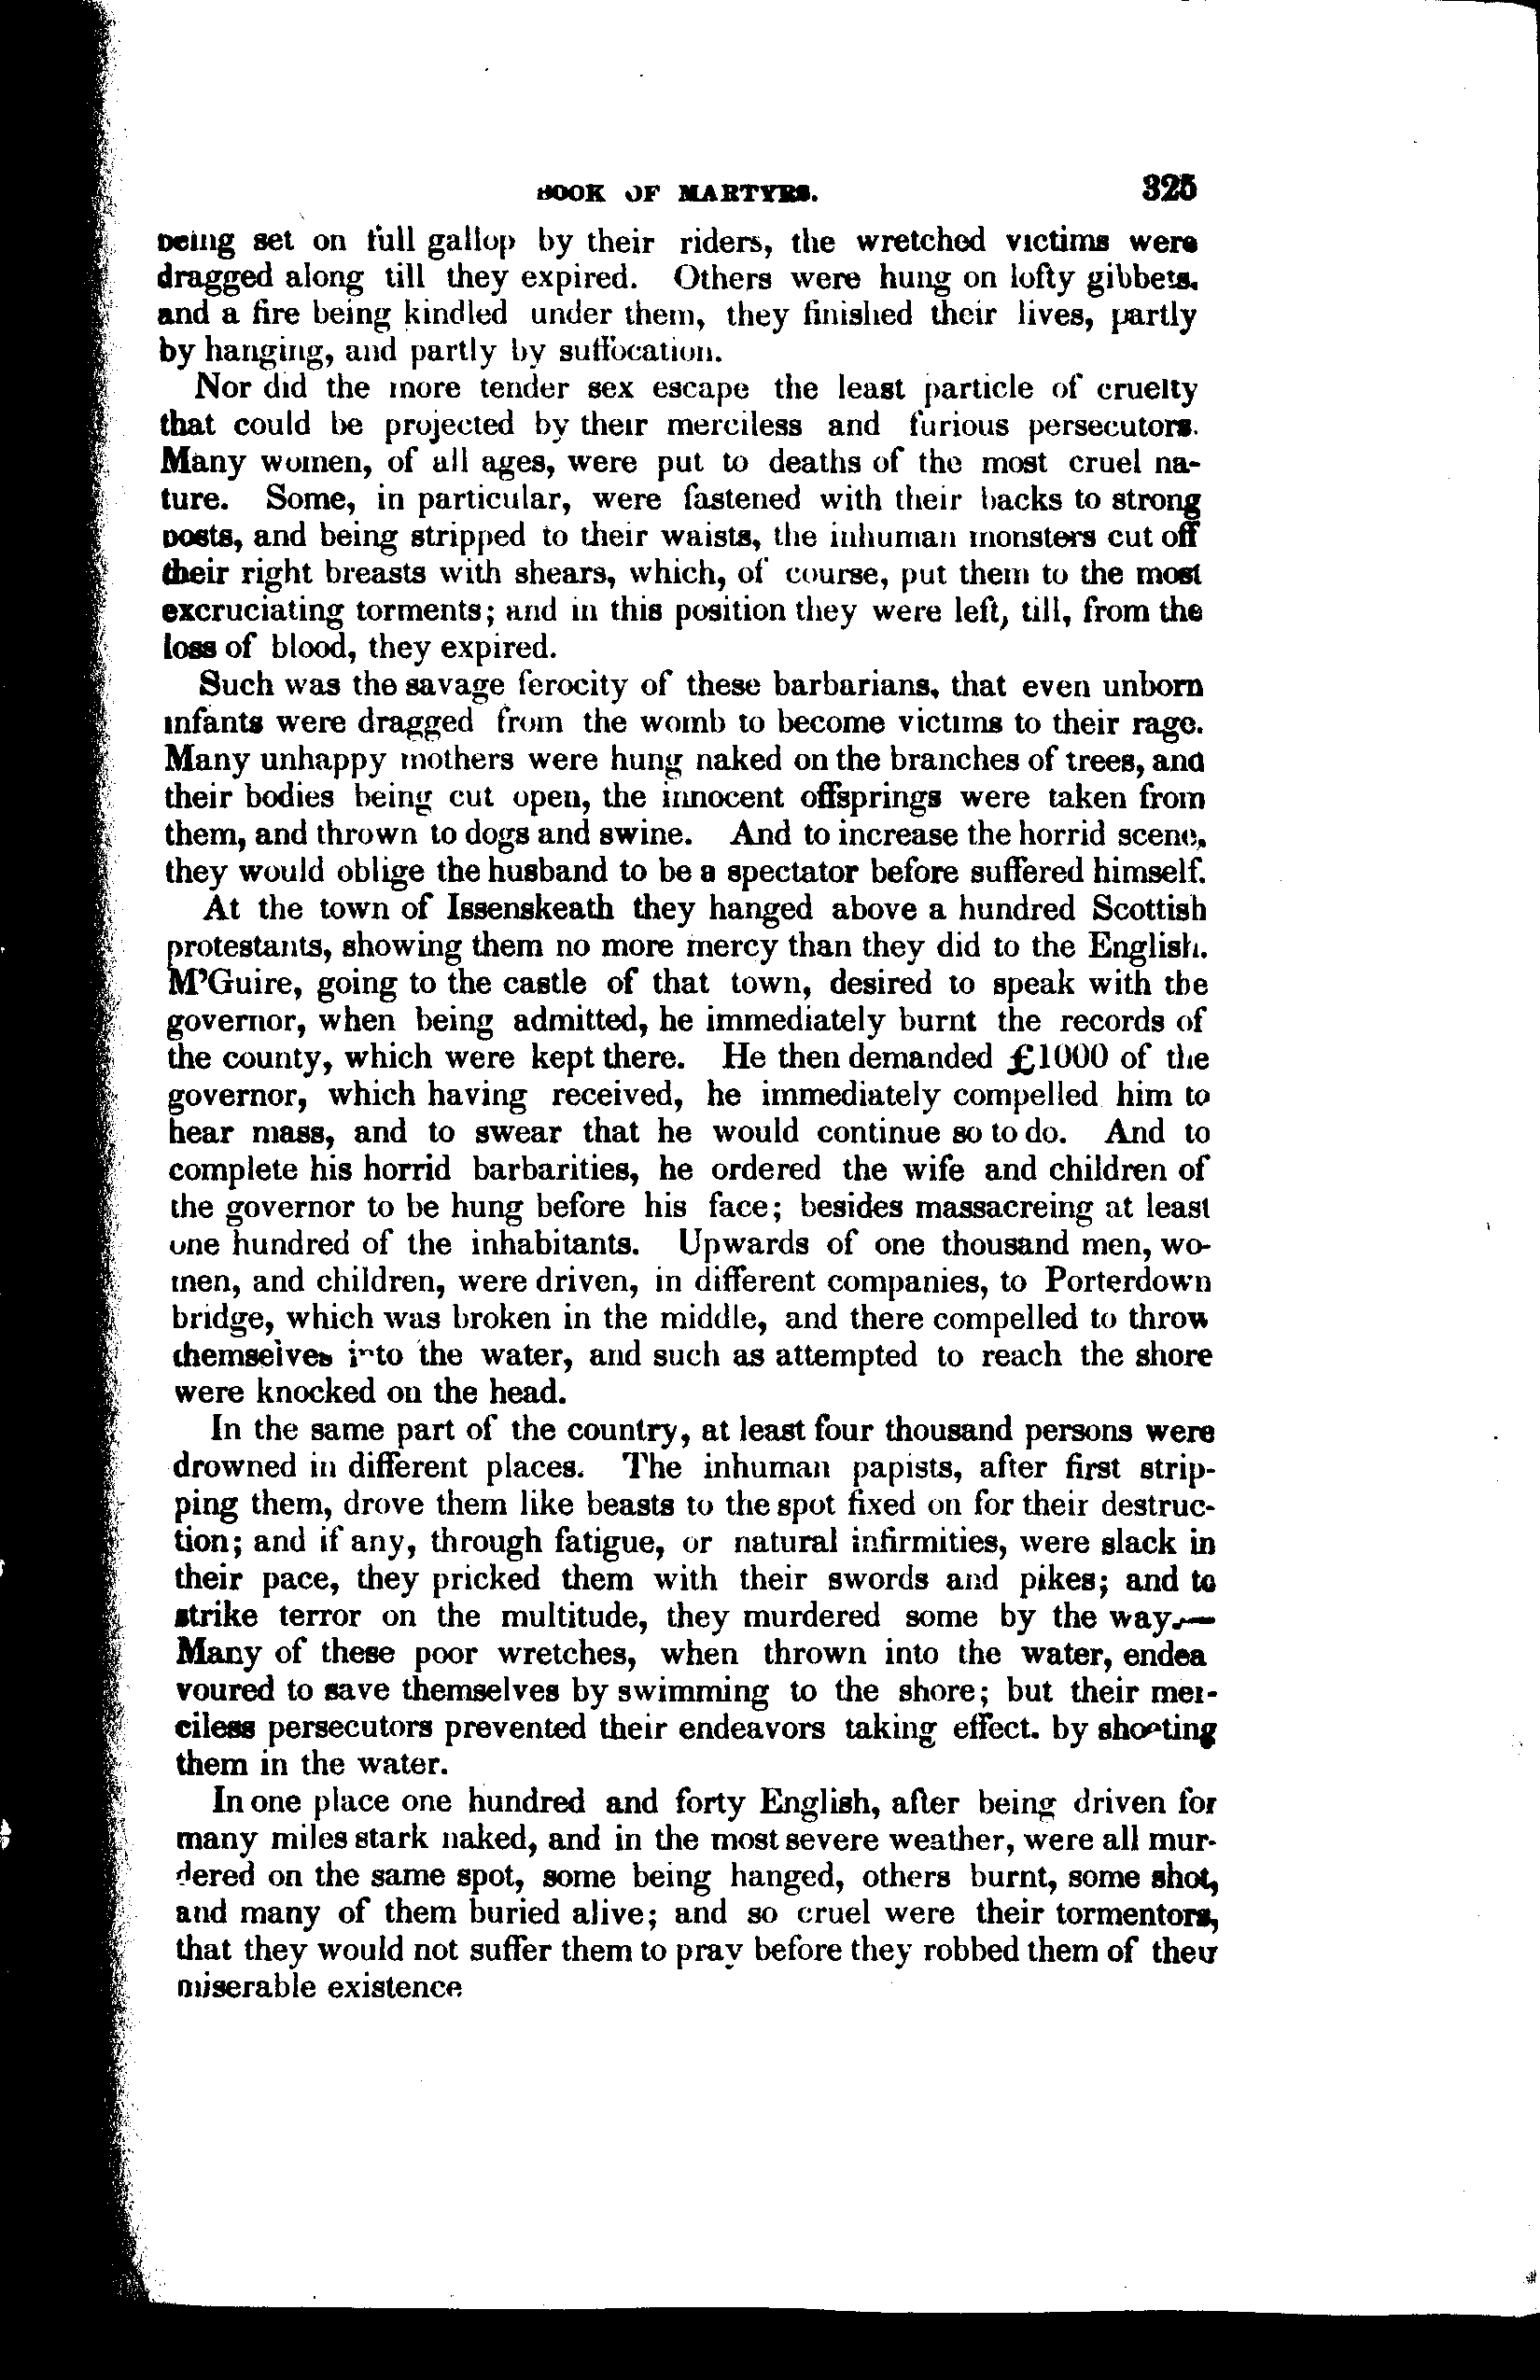 BOOK OF MARTYRS. 325
being set on full gallop by their riders, the wretched victims were
dragged along till they expired. Others were hung on lofty gibbets,
and a fire being kindled under them, they finished their lives, partly
by hanging, and partly by suffocation.
Nor did the more tender sex escape the least particle of cruelty
that could be projected by their merciless and furious persecutors.
Many women, of all ages, were put to deaths of the most cruel na-
ture. Some, in particular, were fastened with their backs to strong
posts, and being stripped to their waists, the inhuman monsters cut off
their right breasts with shears, which, of course, put them to the most
excruciating torments; and in this position they were left, till, from the
loss of blood, they expired.
Such was the savage ferocity of these barbarians, that even unborn
infants were dragged from the womb to become victims to their rage.
Many unhappy mothers were hung naked on the branches of trees, and
their bodies being cut open, the innocent offsprings were taken from
them, and thrown to dogs and swine. And to increase the horrid scene,
they would oblige the husband to be a spectator before suffered himself.
At the town of Issenskeath they hanged above a hundred Scottish
protestants, showing them no more mercy than they did to the English.
M'Guire, going to the castle of that town, desired to speak with the
governor, when being admitted, he immediately burnt the records of
the county, which were kept there. He then demanded £1000 of the
governor, which having received, he immediately compelled him to
hear mass, and to swear that he would continue so to do. And to
complete his horrid barbarities, he ordered the wife and children of
the governor to be hung before his face; besides massacreing at least
one hundred of the inhabitants. Upwards of one thousand men, wo-
men, and children, were driven, in different companies, to Porterdown
bridge, which was broken in the middle, and there compelled to throw
themselves into the water, and such as attempted to reach the shore
were knocked on the head.
In the same part of the country, at least four thousand persons were
drowned in different places. The inhuman papists, after first strip-
ping them, drove them like beasts to the spot fixed on for their destruc-
tion; and if any, through fatigue, or natural infirmities, were slack in
their pace, they pricked them with their swords and pikes; and to
strike terror on the multitude, they murdered some by the way.—
Many of these poor wretches, when thrown into the water, endea
voured to save themselves by swimming to the shore; but their mer-
ciless persecutors prevented their endeavors taking effect. by shooting
them in the water.
In one place one hundred and forty English, after being driven for
many miles stark naked, and in the most severe weather, were all mur-
dered on the same spot, some being hanged, others burnt, some shot,
and many of them buried alive; and so cruel were their tormentors,
that they would not suffer them to pray before they robbed them of their
miserable existence